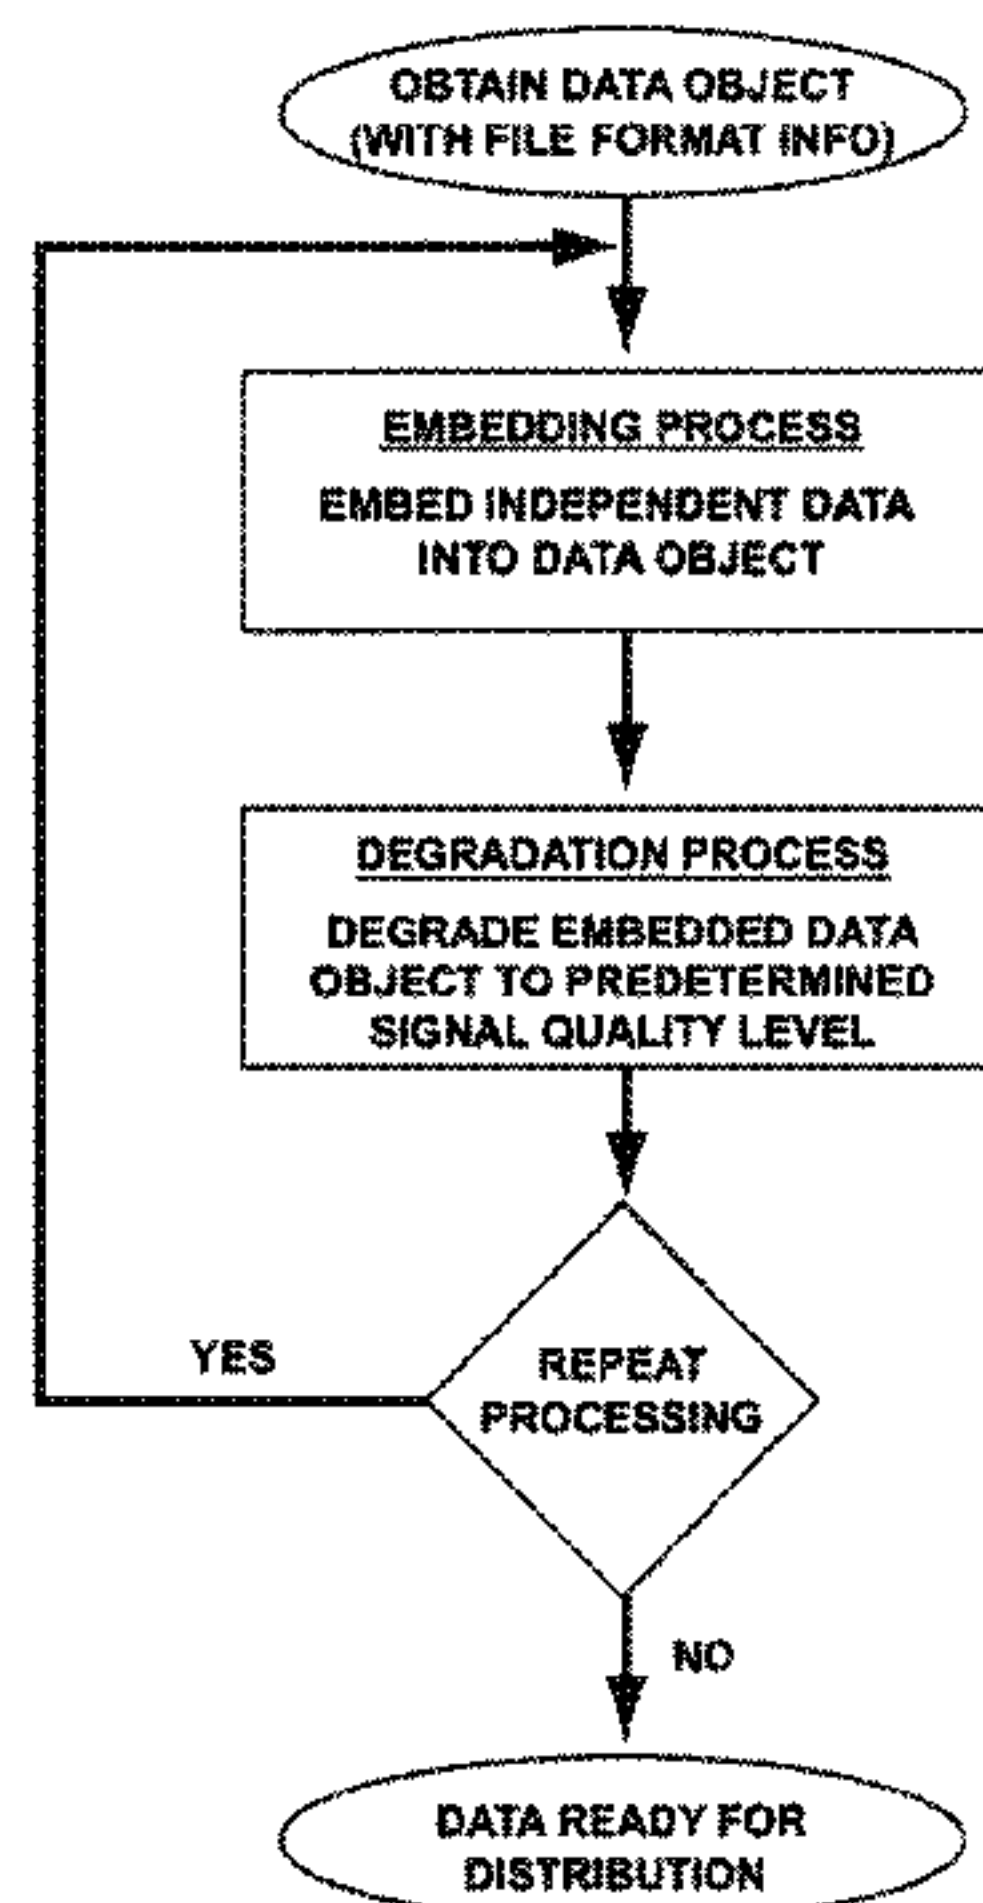 OBTAIN DATA OBJECT
(WITH FILE FORMAT INFO)
EMBEDDING PROCESS
EMBED INDEPENDENT DATA
INTO DATA OBJECT
DEGRADATION PROCESS
DEGRADE EMBEDDED DATA
OBJECT TO PREDETERMINED
SIGNAL QUALITY LEVEL
YES
REPEAT
PROCESSING
NO
DATA READY FOR
DISTRIBUTION